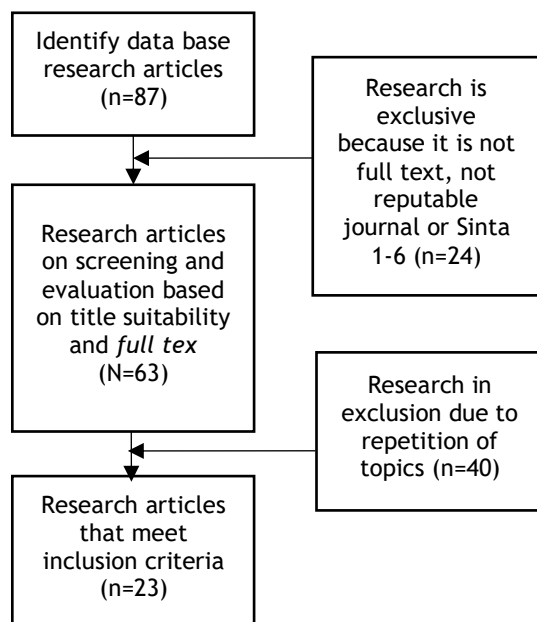 Identify data base
research articles
(n=87)
Research is
exclusive
because it is not
full text, not
reputable
journal or Sinta
1-6 (n=24)
Research articles
on screening and
evaluation based
on title suitability
and full tex
(N=63)
Research in
exclusion due to
repetition of
topics (n=40)
Research articles
that meet
inclusion criteria
(n=23)